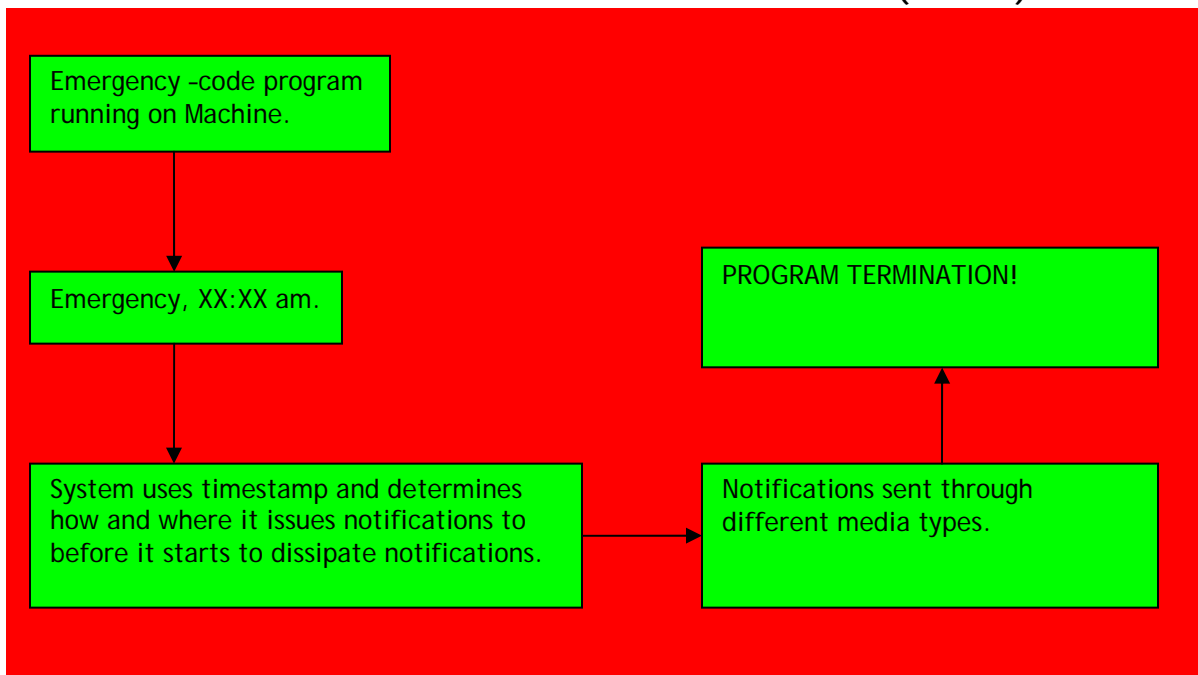 Emergency –code program
running on Machine.
Emergency, XX:XX am.
System uses timestamp and determines
how and where it issues notifications to
before it starts to dissipate notifications.
Notifications sent through
different media types.
PROGRAM TERMINATION!